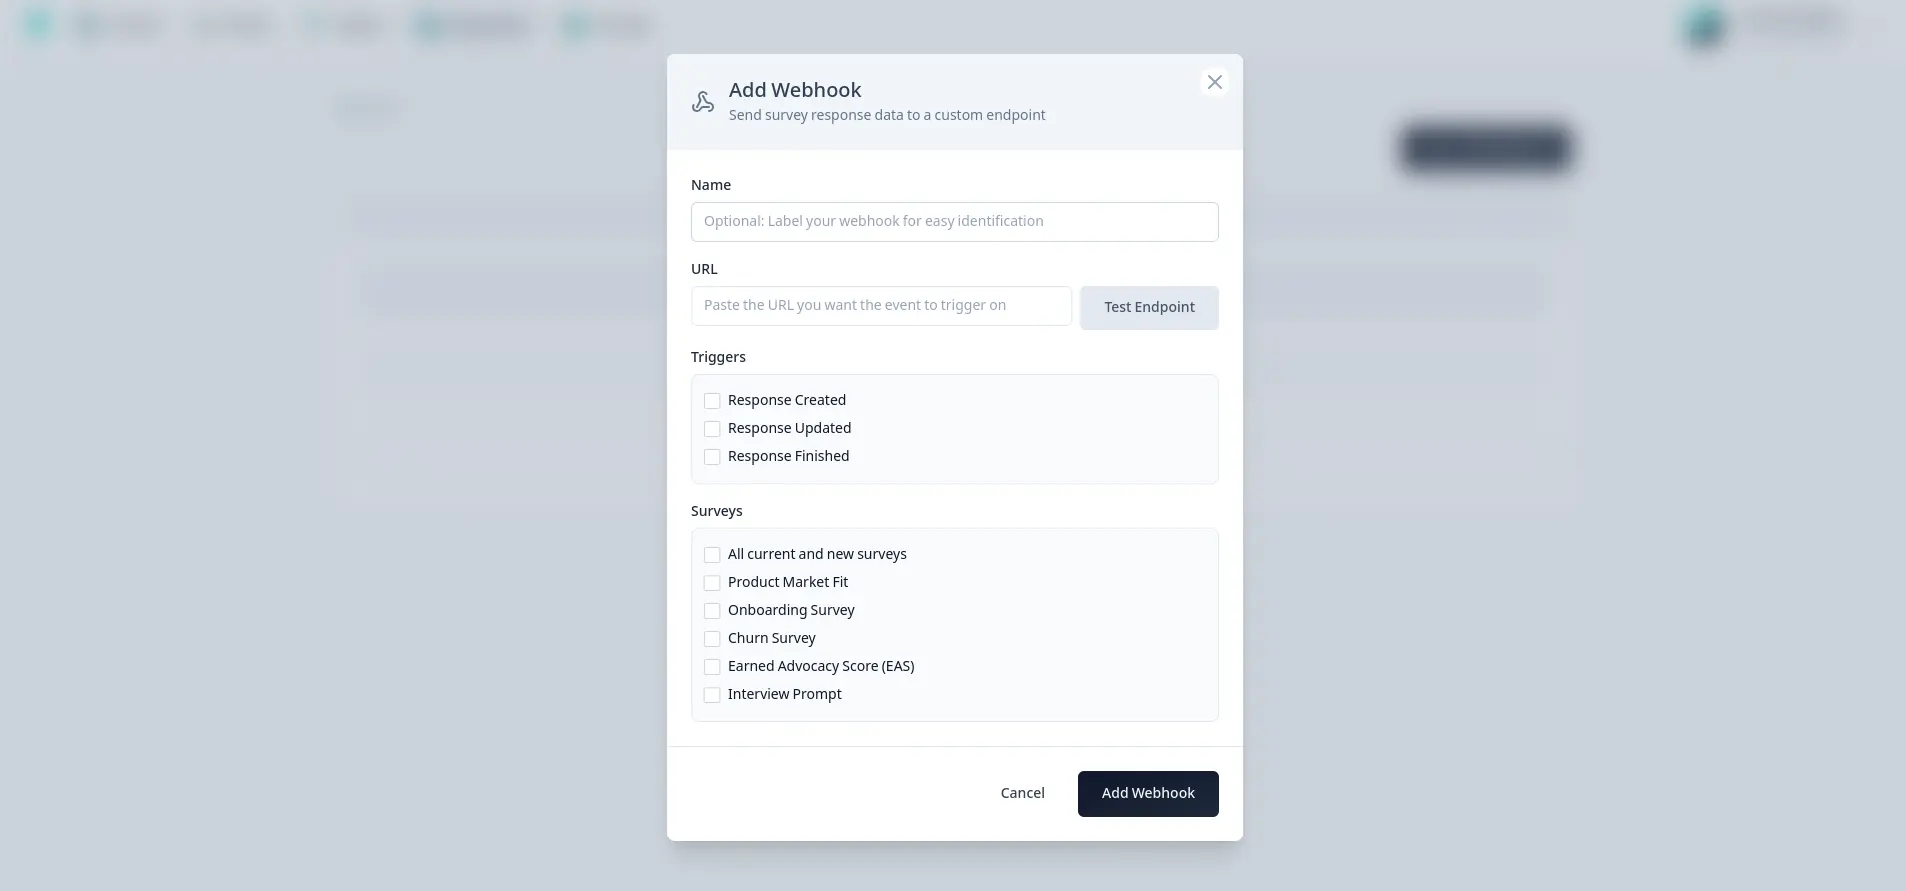 Add Webhook
Send survey response data to a custom endpoint
Name
Optional: Label your webhook for easy identification
URL
Paste the URL you want the event to trigger on
Test Endpoint
Triggers
Response Created
Response Updated
Response Finished
Surveys
All current and new surveys
Product Market Fit
Onboarding Survey
Churn Survey
Earned Advocacy Score (EAS)
Interview Prompt
Cancel
Add Webhook